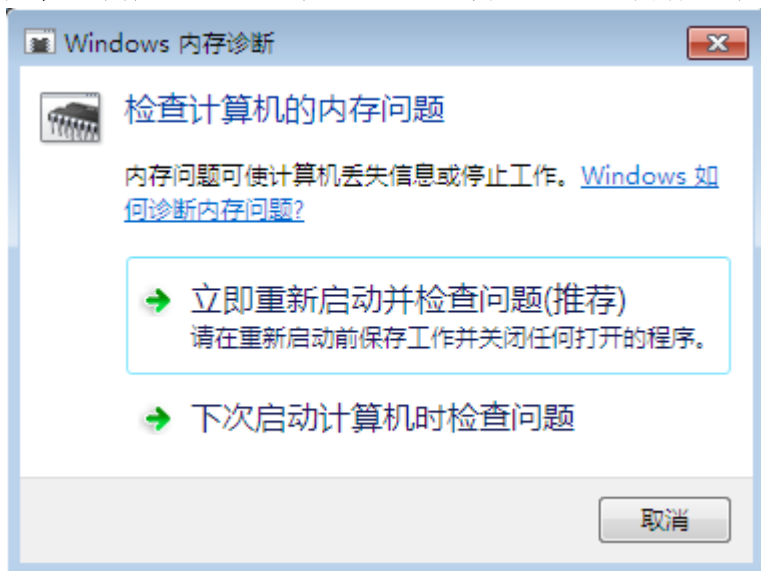 Windows 内存诊断
检查计算机的内存问题
内存问题可使计算机丢失信息或停止工作。Windows 如
何诊断内存问题?
立即重新启动并检查问题(推荐)
请在重新启动前保存工作并关闭任何打开的程序。
下次启动计算机时检查问题
取消